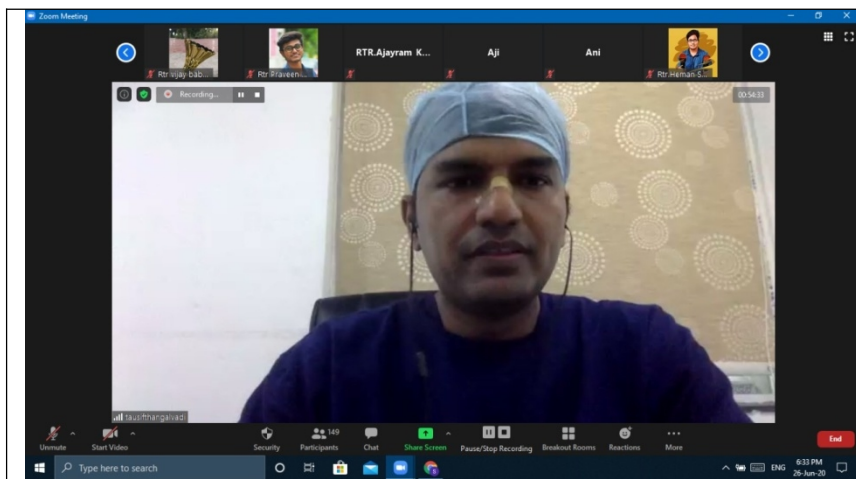 Zoom Meeting
RTR.Ajayram K... Aji Ani
Rtr.vijay bab... Rtr Praveen... Rtr.Heman S...
Recording...
00:54:33
tausifthangalvadi
149
Unmute Start Video Security Participants Chat Share Screen Pause/Stop Recording Breakout Rooms Reactions More End
Type here to search
ENG
6:33 PM
26-Jun-20